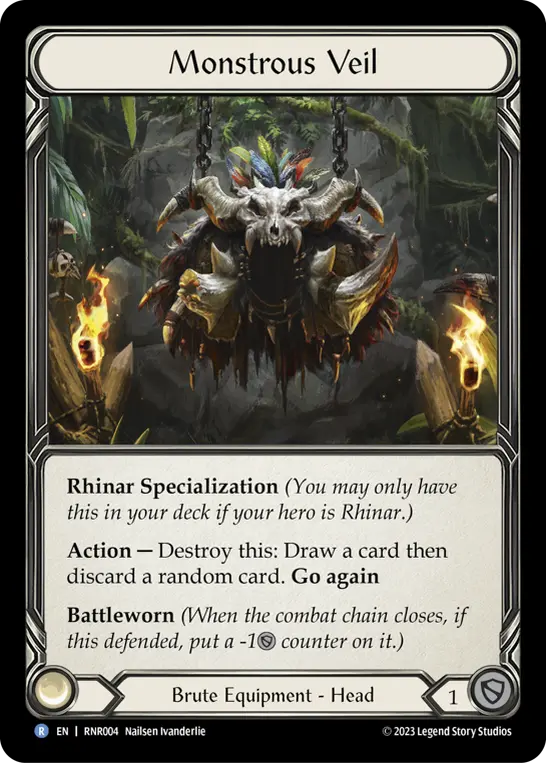 Monstrous Veil
Rhinar Specialization (You may only have
this in your deck if your hero is Rhinar.)
Action — Destroy this: Draw a card then
discard a random card. Go again
Battleworn (When the combat chain closes, if
this defended, put a -1 counter on it.)
Brute Equipment - Head
1
R EN | RNR004 Nailsen Ivanderlie
© 2023 Legend Story Studios